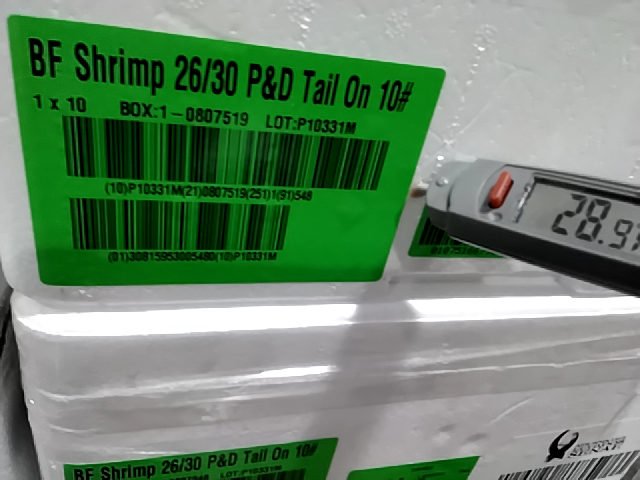 BF Shrimp 26/30 P&D Tail On 10#
1 x 10 BOX:1-0807519 LOT:P10331M
(10)P10331M(21)0807519(251)1(91)548
(01)30815953005480(10)P10331M
28.9
BF Shrimp 26/30 P&D Tail On 10#